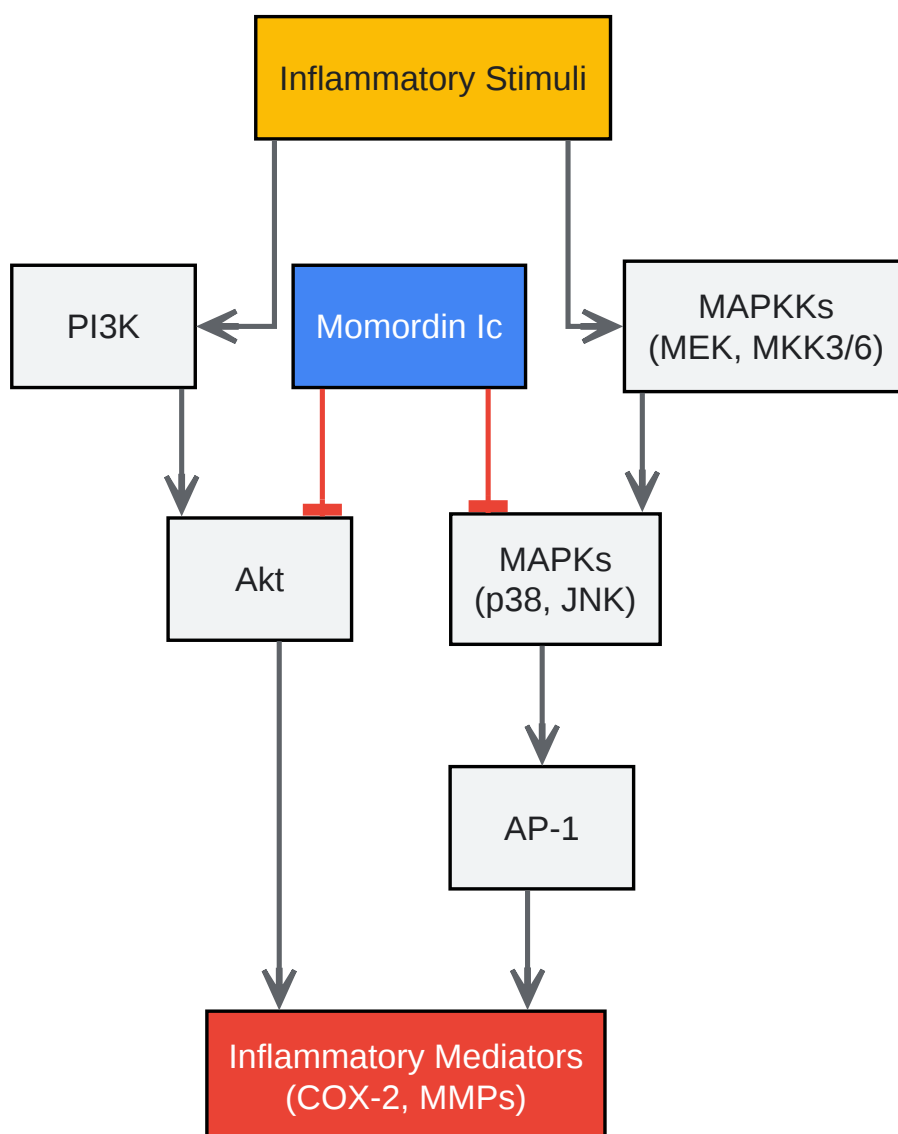 Inflammatory Stimuli
PI3K
Momordin Ic
MAPKKs
(MEK, MKK3/6)
Akt
MAPKs
(p38, JNK)
AP-1
Inflammatory Mediators
(COX-2, MMPs)